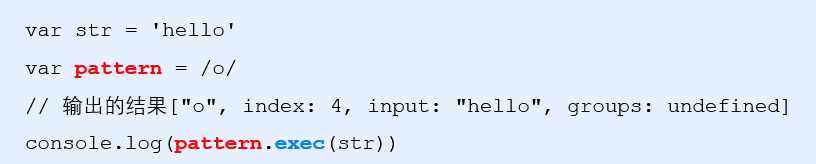 var str = 'hello'
var pattern = /o/
// 输出的结果["o", index: 4, input: "hello", groups: undefined]
console.log(pattern.exec(str))